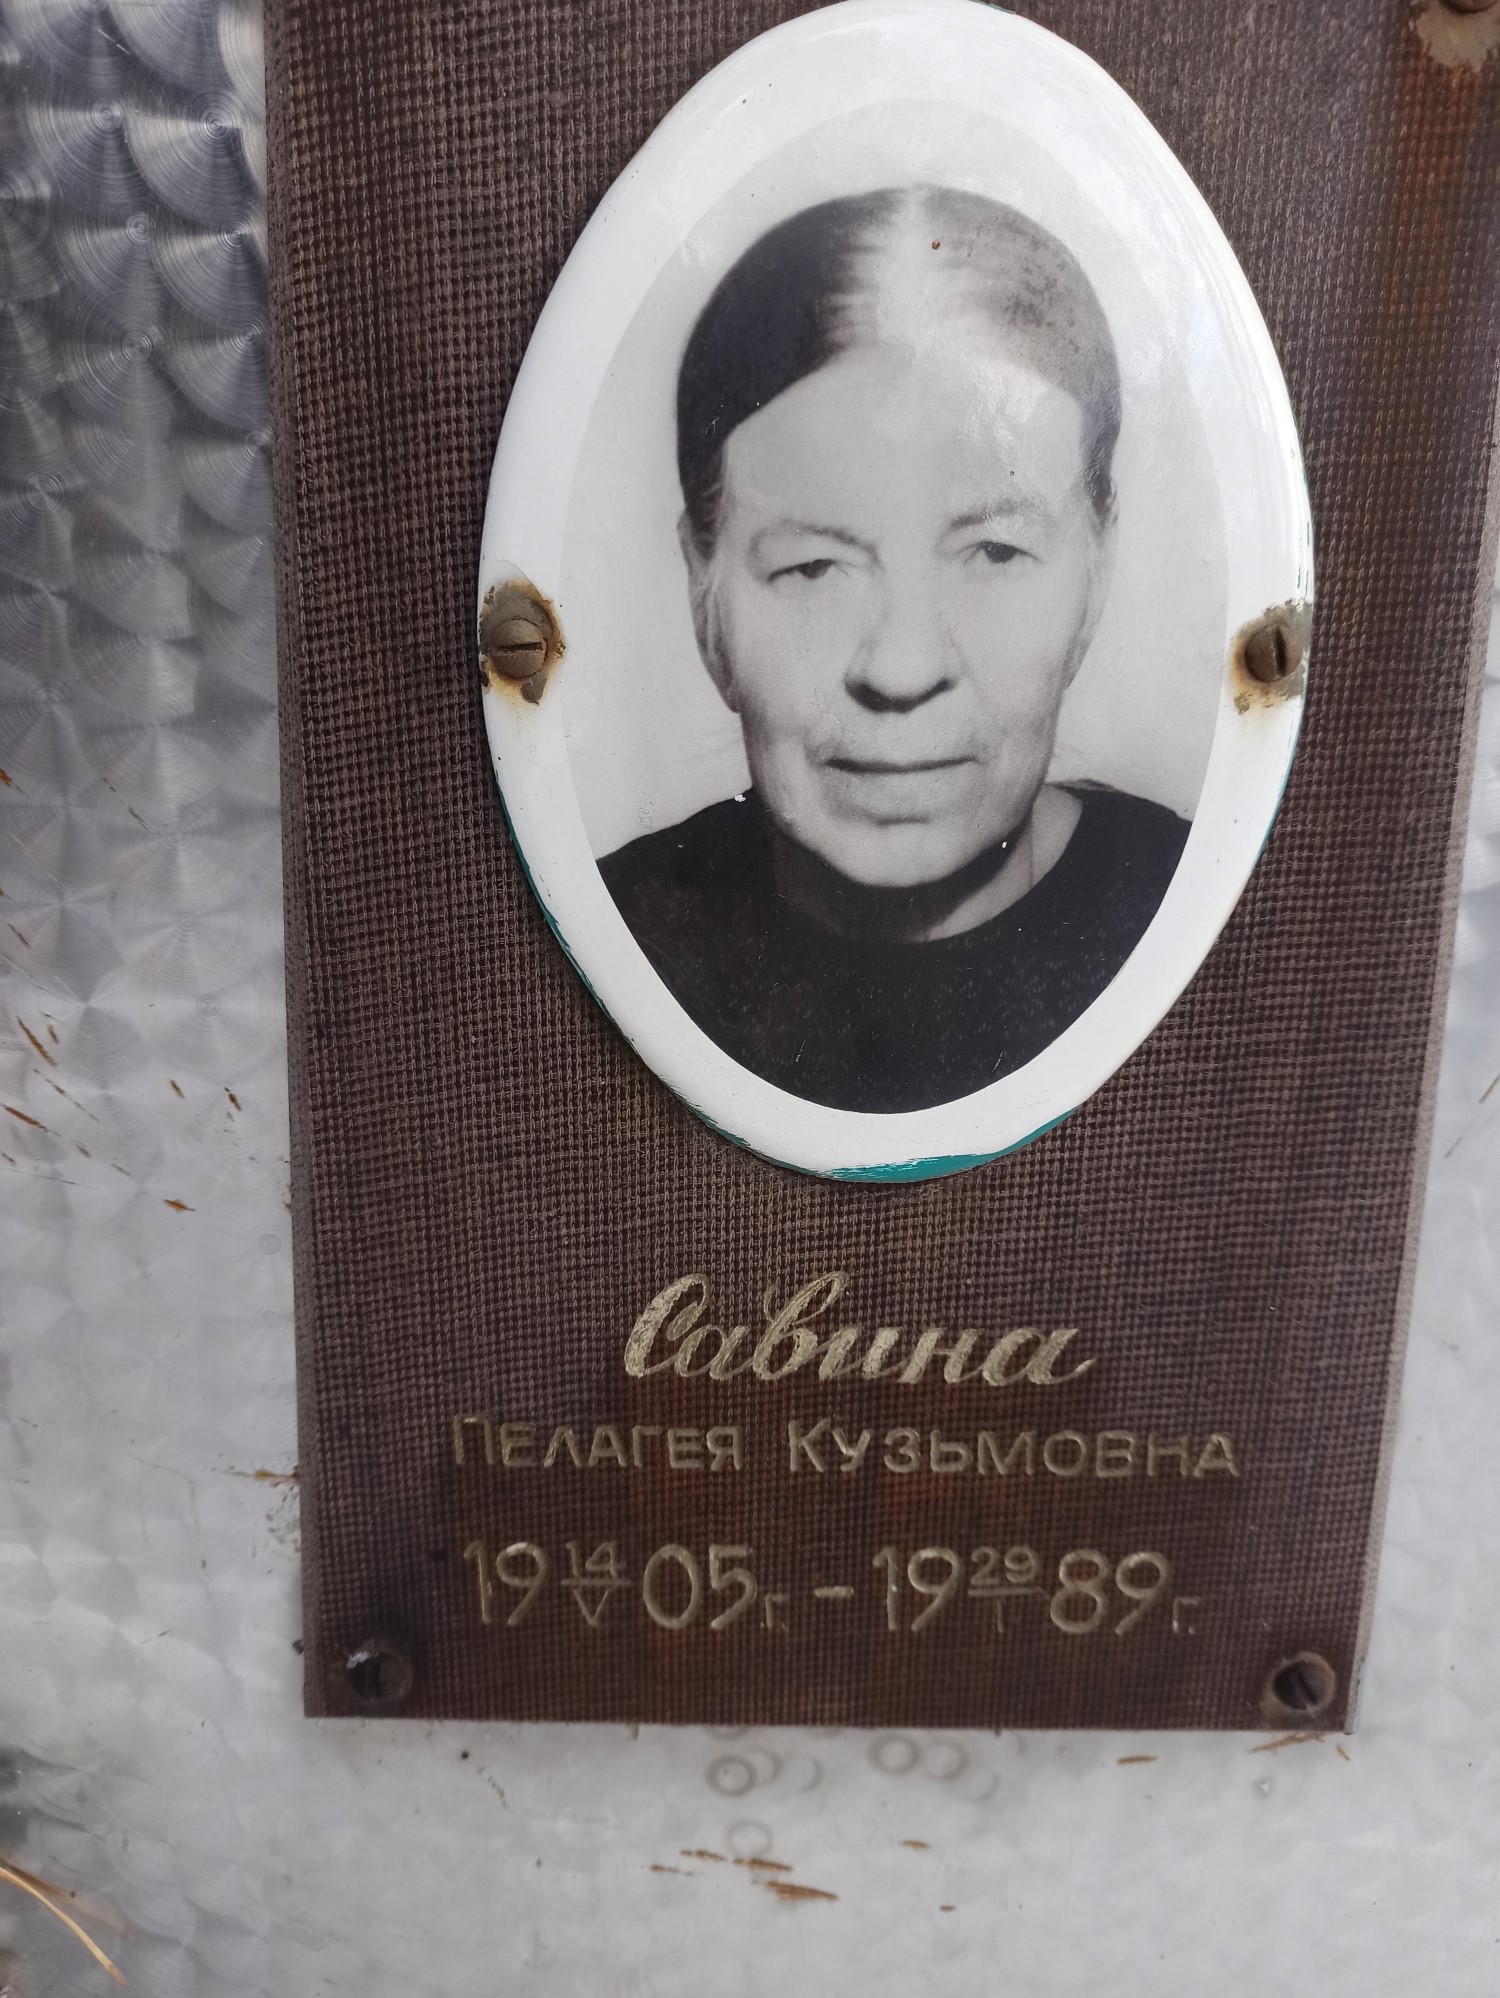 Савина
Пелагея Кузьмовна
19 14/V 05г. - 19 29/I 89г.